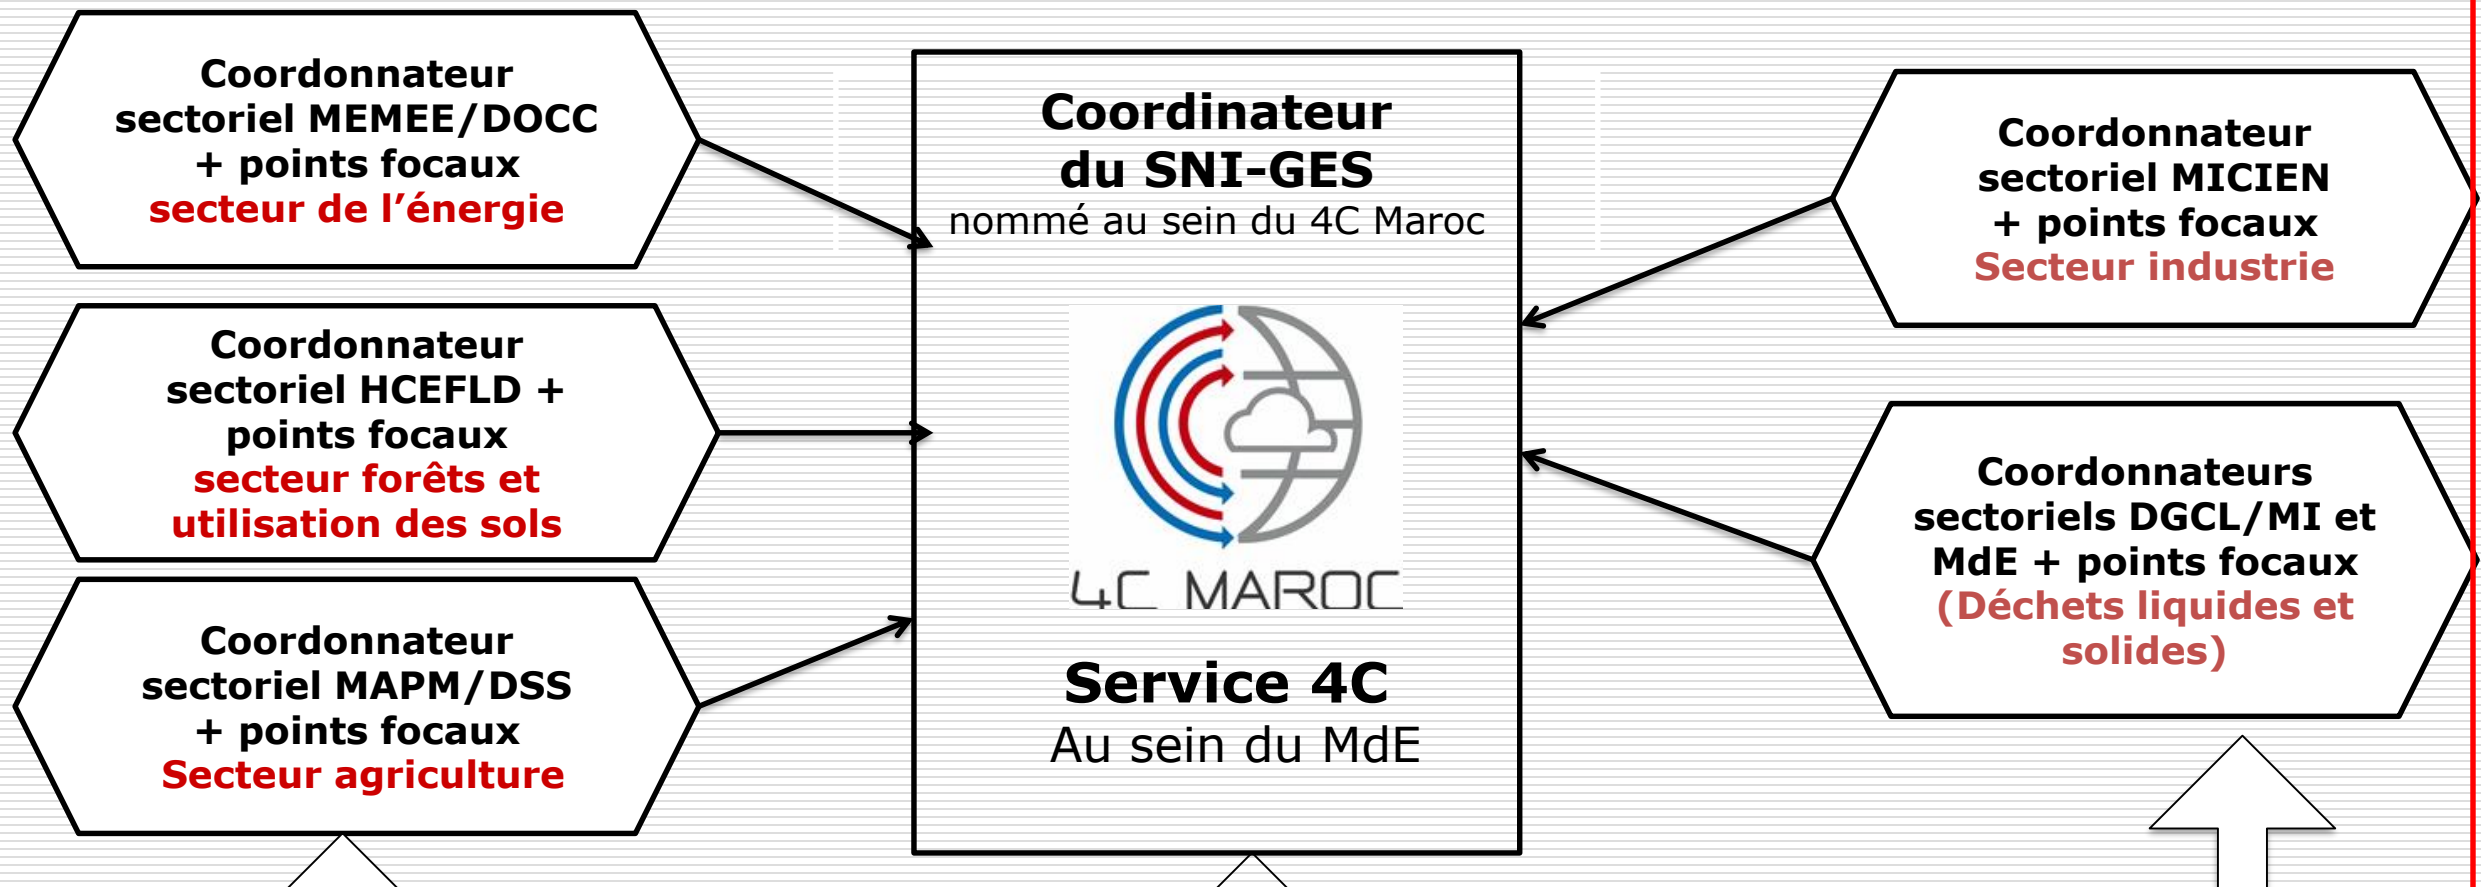 Coordonnateur
sectoriel MEMEE/DOCC
+ points focaux
secteur de l’énergie
Coordonnateur
sectoriel HCEFLD +
points focaux
secteur forêts et
utilisation des sols
Coordonnateur
sectoriel MAPM/DSS
+ points focaux
Secteur agriculture
Coordinateur
du SNI-GES
nommé au sein du 4C Maroc
4C MAROC
Service 4C
Au sein du MdE
Coordonnateur
sectoriel MICIEN
+ points focaux
Secteur industrie
Coordonnateurs
sectoriels DGCL/MI et
MdE + points focaux
(Déchets liquides et
solides)